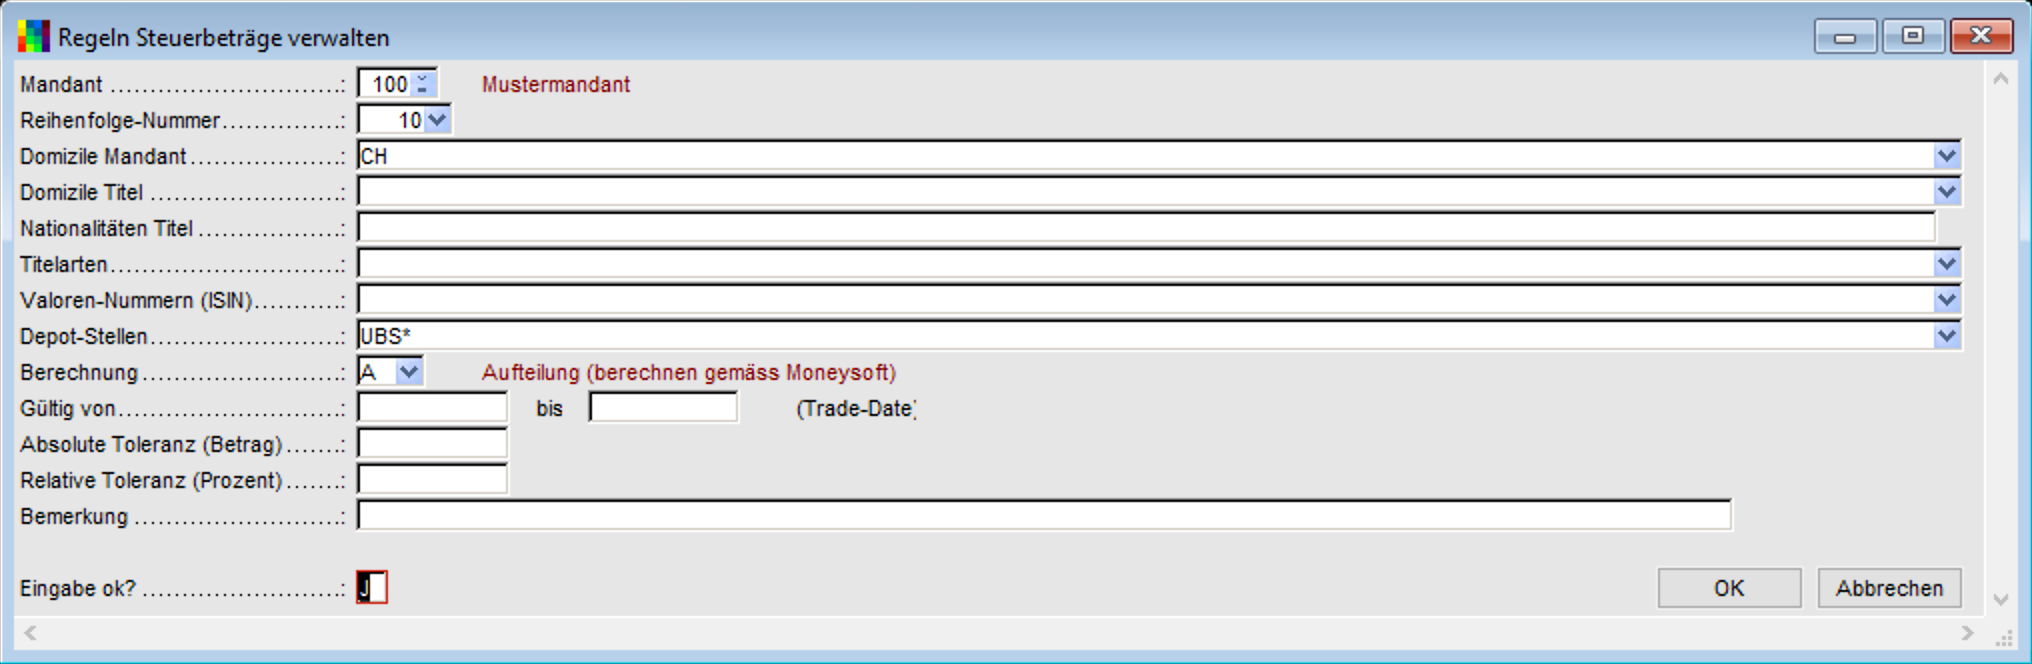 Regeln Steuerbeträge verwalten
Mandant ............................: 100 Mustermandant
Reihenfolge-Nummer...............: 10
Domizile Mandant...................: CH
Domizile Titel ........................:
Nationalitäten Titel ..................:
Titelarten.............................:
Valoren-Nummern (ISIN)...........:
Depot-Stellen........................: UBS*
Berechnung .........................: A Aufteilung (berechnen gemäss Moneysoft)
Gültig von............................: bis (Trade-Date)
Absolute Toleranz (Betrag).......:
Relative Toleranz (Prozent).......:
Bemerkung ..........................:
Eingabe ok? .........................: J OK Abbrechen